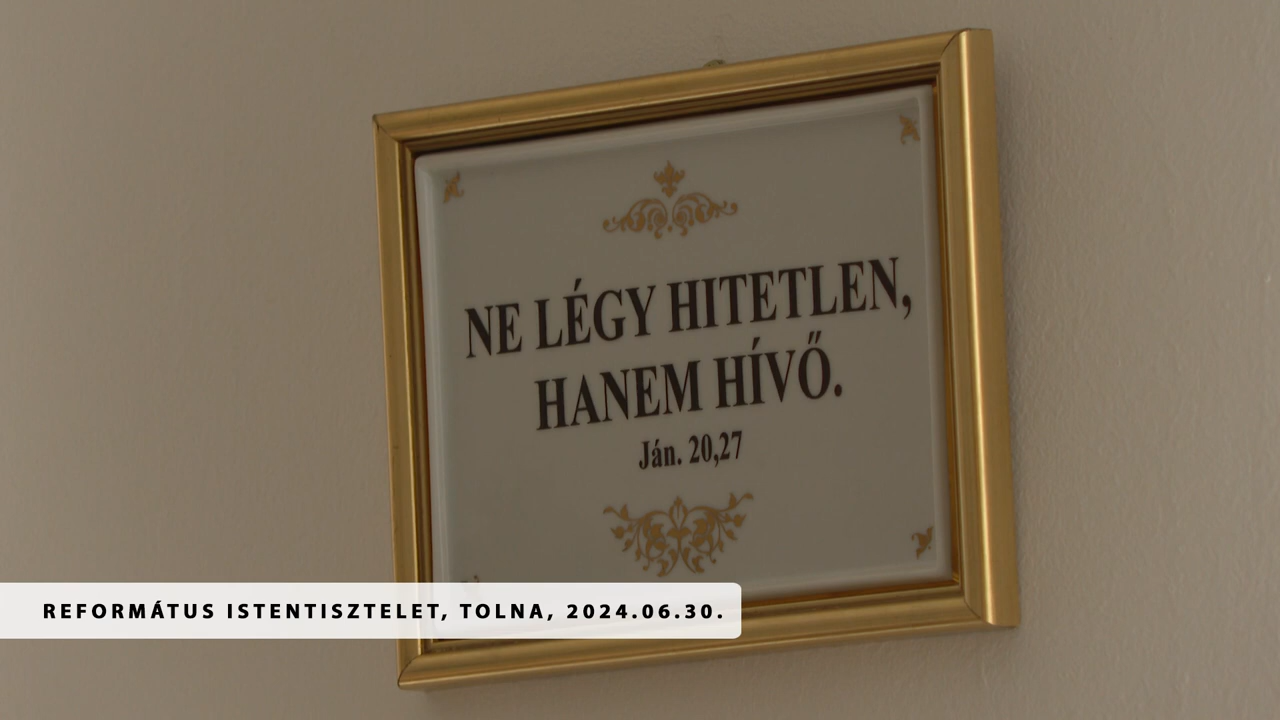 NE LÉGY HITETLEN,
HANEM HÍVŐ.
Ján. 20,27
REFORMÁTUS ISTENTISZTELET, TOLNA, 2024.06.30.